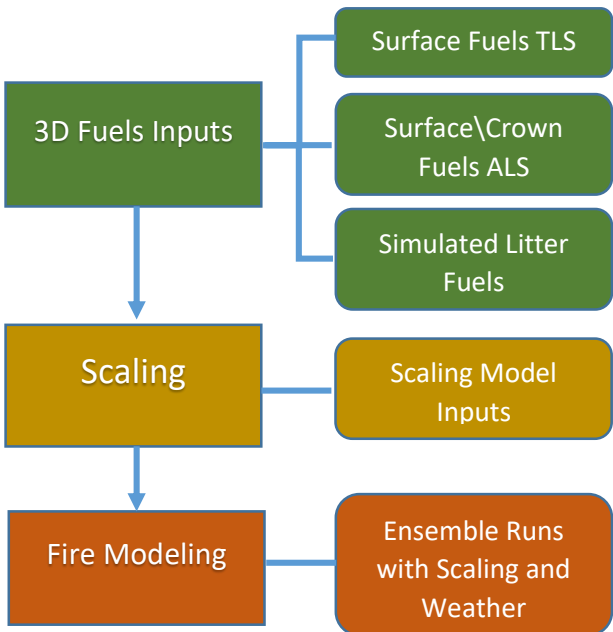 3D Fuels Inputs
Surface Fuels TLS
Surface\Crown
Fuels ALS
Simulated Litter
Fuels
Scaling
Scaling Model
Inputs
Fire Modeling
Ensemble Runs
with Scaling and
Weather